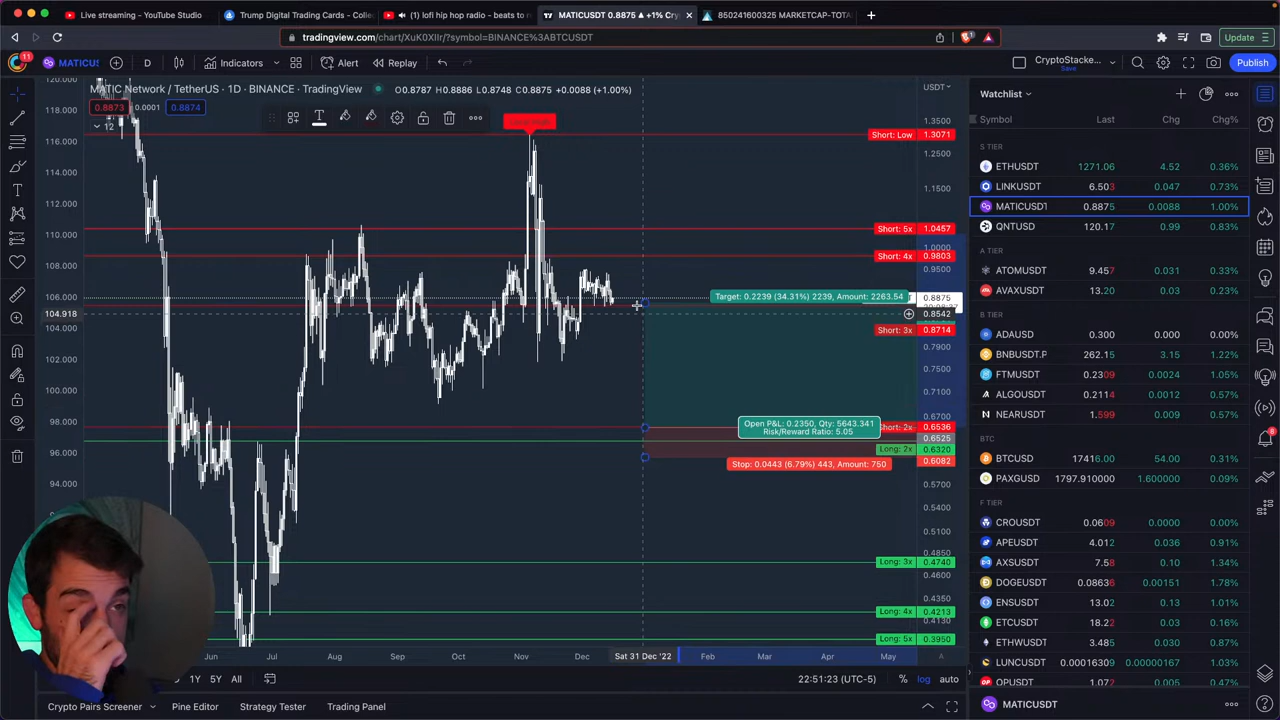 Live streaming - YouTube Studio
Trump Digital Trading Cards - Colle
(1) lofi hip hop radio - beats to r
MATICUSDT 0.8875 ▲ +1% Cry
850241600325 MARKETCAP-TOTA
tradingview.com/chart/XuK0XIIr/?symbol=BINANCE%3ABTCUSDT
1
Update
11
MATICUS
D
Indicators
Alert
Replay
CryptoStacke...
Save
Publish
120.000
MATIC Network / TetherUS · 1D · BINANCE · TradingView
O0.8787 H0.8886 L0.8748 C0.8875 +0.0088 (+1.00%)
USDT
Watchlist
0.8873
0.0001
0.8874
12
Symbol
Last
Chg
Chg%
118.000
116.000
114.000
112.000
110.000
108.000
106.000
104.918
104.000
102.000
100.000
98.000
96.000
94.000
92.000
1.3500
Short: Low 1.3071
1.2500
1.1500
Short: 5x 1.0457
1.0000
Short: 4x 0.9803
0.9500
Target: 0.2239 (34.31%) 2239, Amount: 2263.54
0.8875
0.8542
Short: 3x 0.8714
0.7900
0.7500
0.7100
0.6700
Open P&L: 0.2350, Qty: 5643.341
Risk/Reward Ratio: 5.05
Short: 2x 0.6536
0.6525
Long: 2x 0.6320
Stop: 0.0443 (6.79%) 443, Amount: 750
0.6082
0.5700
0.5400
0.5100
0.4850
Long: 3x 0.4740
0.4600
0.4350
Long: 4x 0.4213
0.4130
Long: 5x 0.3950
S TIER
ETHUSDT 1271.06 4.52 0.36%
LINKUSDT 6.503 0.047 0.73%
MATICUSDT 0.8875 0.0088 1.00%
QNTUSD 120.17 0.99 0.83%
A TIER
ATOMUSDT 9.457 0.031 0.33%
AVAXUSDT 13.62 0.03 0.22%
B TIER
ADAUSD 0.300 0.000 0.00%
BNBUSDT.P 262.15 3.15 1.22%
FTMUSDT 0.2309 0.0024 1.05%
ALGOUSDT 0.2114 0.0012 0.57%
NEARUSDT 1.599 0.009 0.57%
BTC
BTCUSD 17416.00 54.00 0.31%
PAXGUSD 1797.910000 1.600000 0.09%
F TIER
CROUSDT 0.0609 0.0000 0.00%
APEUSDT 4.012 0.036 0.91%
AXSUSDT 7.58 0.10 1.34%
DOGEUSDT 0.08636 0.00151 1.78%
ENSUSDT 13.02 0.13 1.01%
ETCUSDT 18.22 0.03 0.16%
ETHWUSDT 3.485 0.030 0.87%
LUNCUSDT 0.00016309 0.00000167 1.03%
OPUSDT 1.072 0.005 0.47%
Jun
Jul
Aug
Sep
Oct
Nov
Dec
Sat 31 Dec '22
Feb
Mar
Apr
May
A
1Y
5Y
All
22:51:23 (UTC-5)
%
log
auto
Crypto Pairs Screener
Pine Editor
Strategy Tester
Trading Panel
MATICUSDT